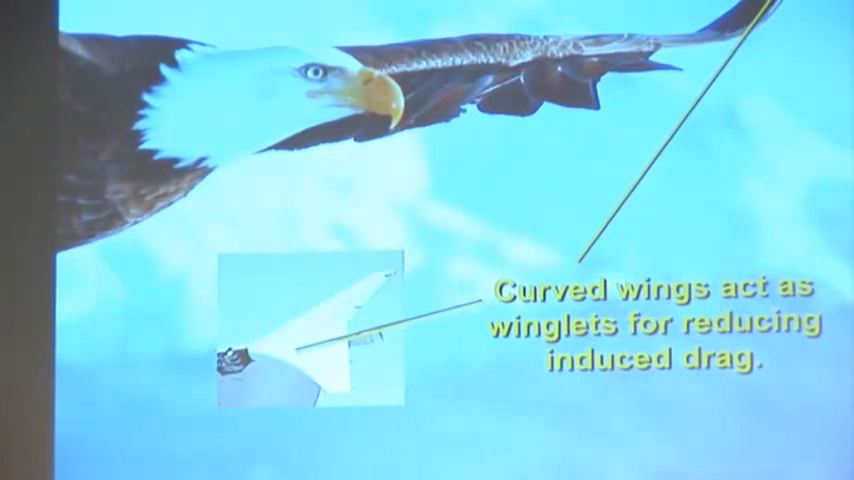 Curved wings act as
winglets for reducing
induced drag.